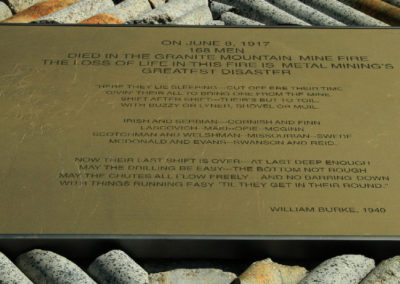 ON JUNE 8, 1917
168 MEN
DIED IN THE GRANITE MOUNTAIN MINE FIRE
THE LOSS OF LIFE IN THIS FIRE IS METAL MINING'S
GREATEST DISASTER
"HERE THEY LIE SLEEPING—CUT OFF ERE THEIR TIME
GIVIN' THEIR ALL TO BRING ORE FROM THE MINE.
SHIFT AFTER SHIFT—THEIR'S BUT TO TOIL,
WITH BUZZY OR LYNER, SHOVEL OR MUIL.
IRISH AND SERBIAN—CORNISH AND FINN
LASCOVICH—MAKI—OPIE—McGINN
SCOTCHMAN AND WELSHMAN—MISSOURIAN—SWEDE
McDONALD AND EVANS—SWANSON AND REID.
NOW THEIR LAST SHIFT IS OVER—AT LAST DEEP ENOUGH
MAY THE DRILLING BE EASY—THE BOTTOM NOT ROUGH
MAY THE CHUTES ALL FLOW FREELY—AND NO BARRING DOWN
WITH THINGS RUNNING EASY 'TIL THEY GET IN THEIR ROUND."
WILLIAM BURKE, 1949